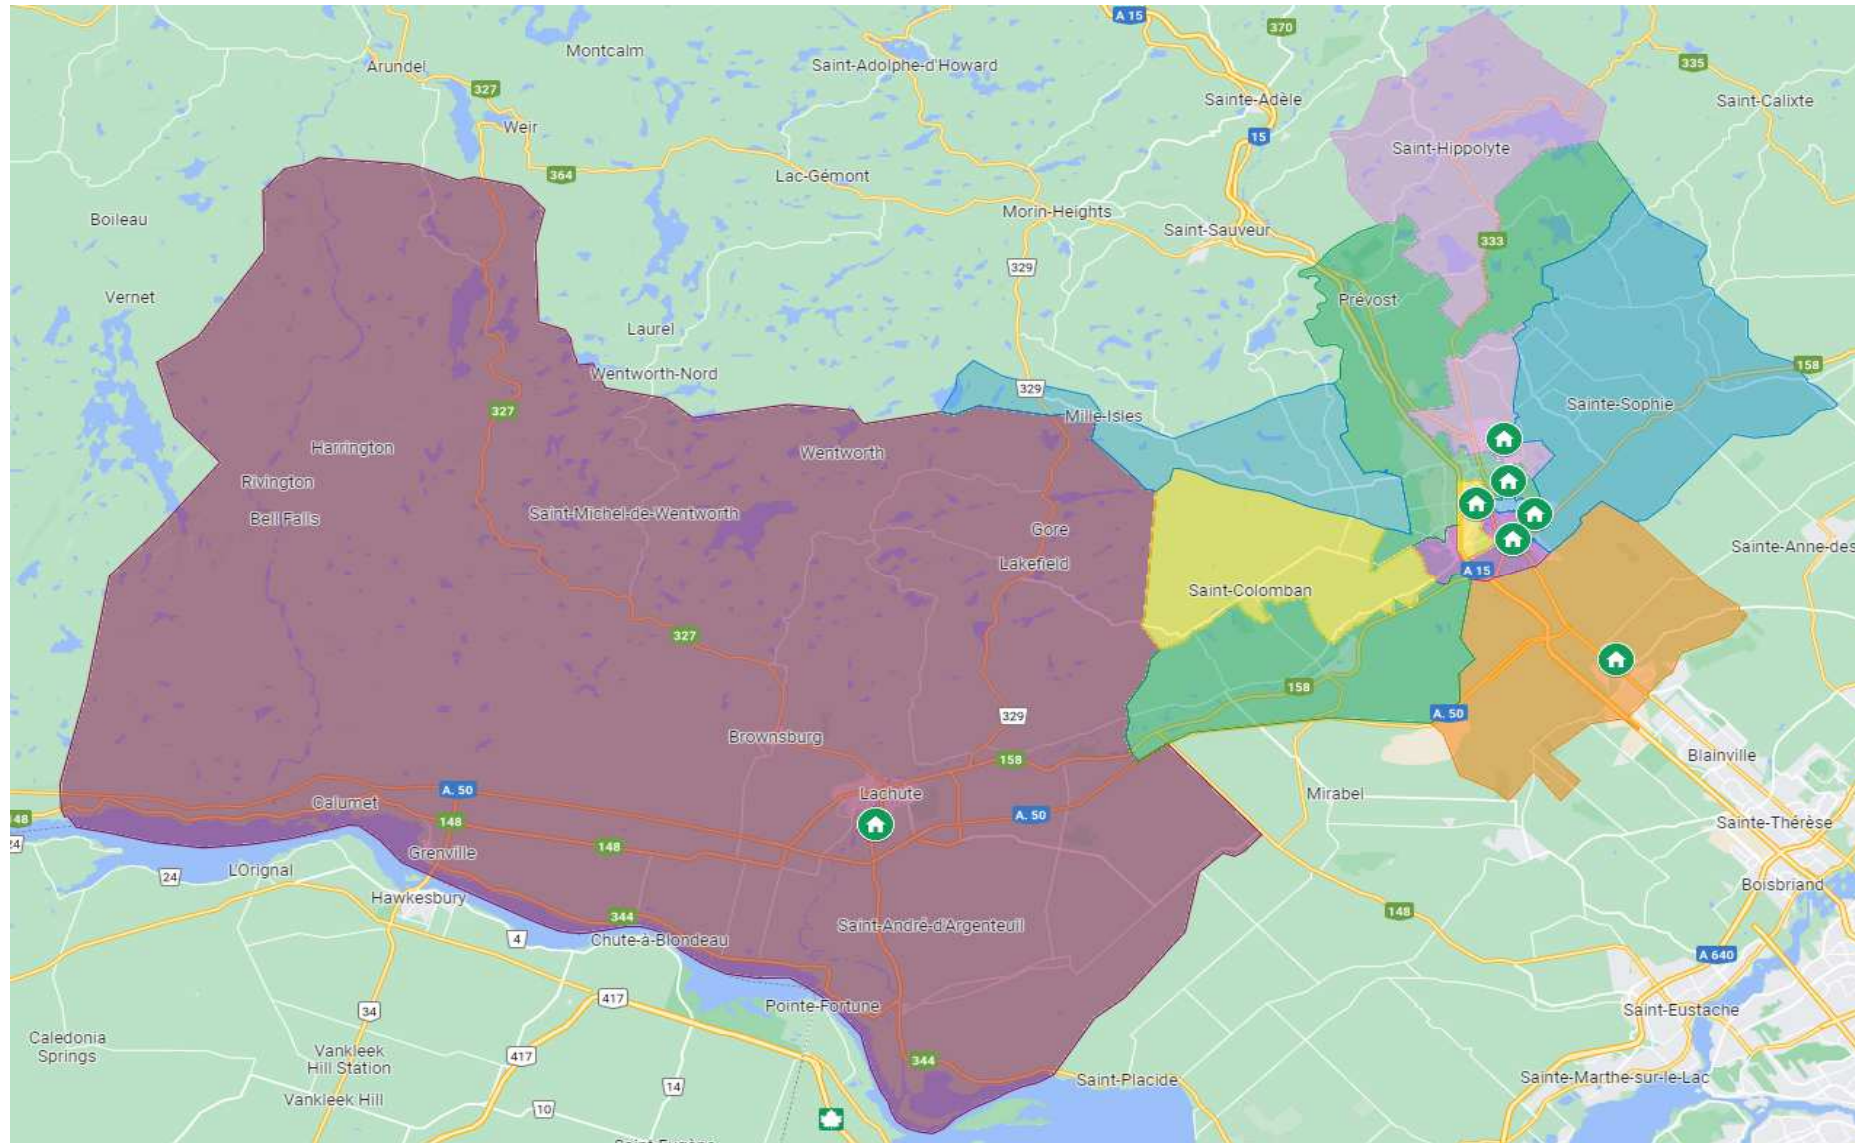 A 15
370
Montcalm
Arundel
Saint-Adolphe-d'Howard
335
327
Sainte-Adèle
Saint-Calixte
Weir
15
Saint-Hippolyte
364
Lac-Gémont
Boileau
Morin-Heights
Saint-Sauveur
333
329
Vernet
Prévost
Laurel
Wentworth-Nord
158
329
327
Mille-Isles
Sainte-Sophie
Harrington
Wentworth
Rivington
Bell Falls
Saint-Michel-de-Wentworth
Gore
Sainte-Anne-des
Lakefield
A 15
Saint-Colomban
327
158
329
A. 50
Brownsburg
158
Blainville
A. 50
Lachute
Mirabel
Calumet
A. 50
148
148
Sainte-Thérèse
148
Grenville
24
L'Orignal
24
Boisbriand
Hawkesbury
148
344
Saint-André-d'Argenteuil
4
Chute-à-Blondeau
A 640
417
Pointe-Fortune
34
Saint-Eustache
Caledonia
Springs
Vankleek
Hill Station
417
344
Saint-Placide
Sainte-Marthe-sur-le-Lac
14
Vankleek Hill
10